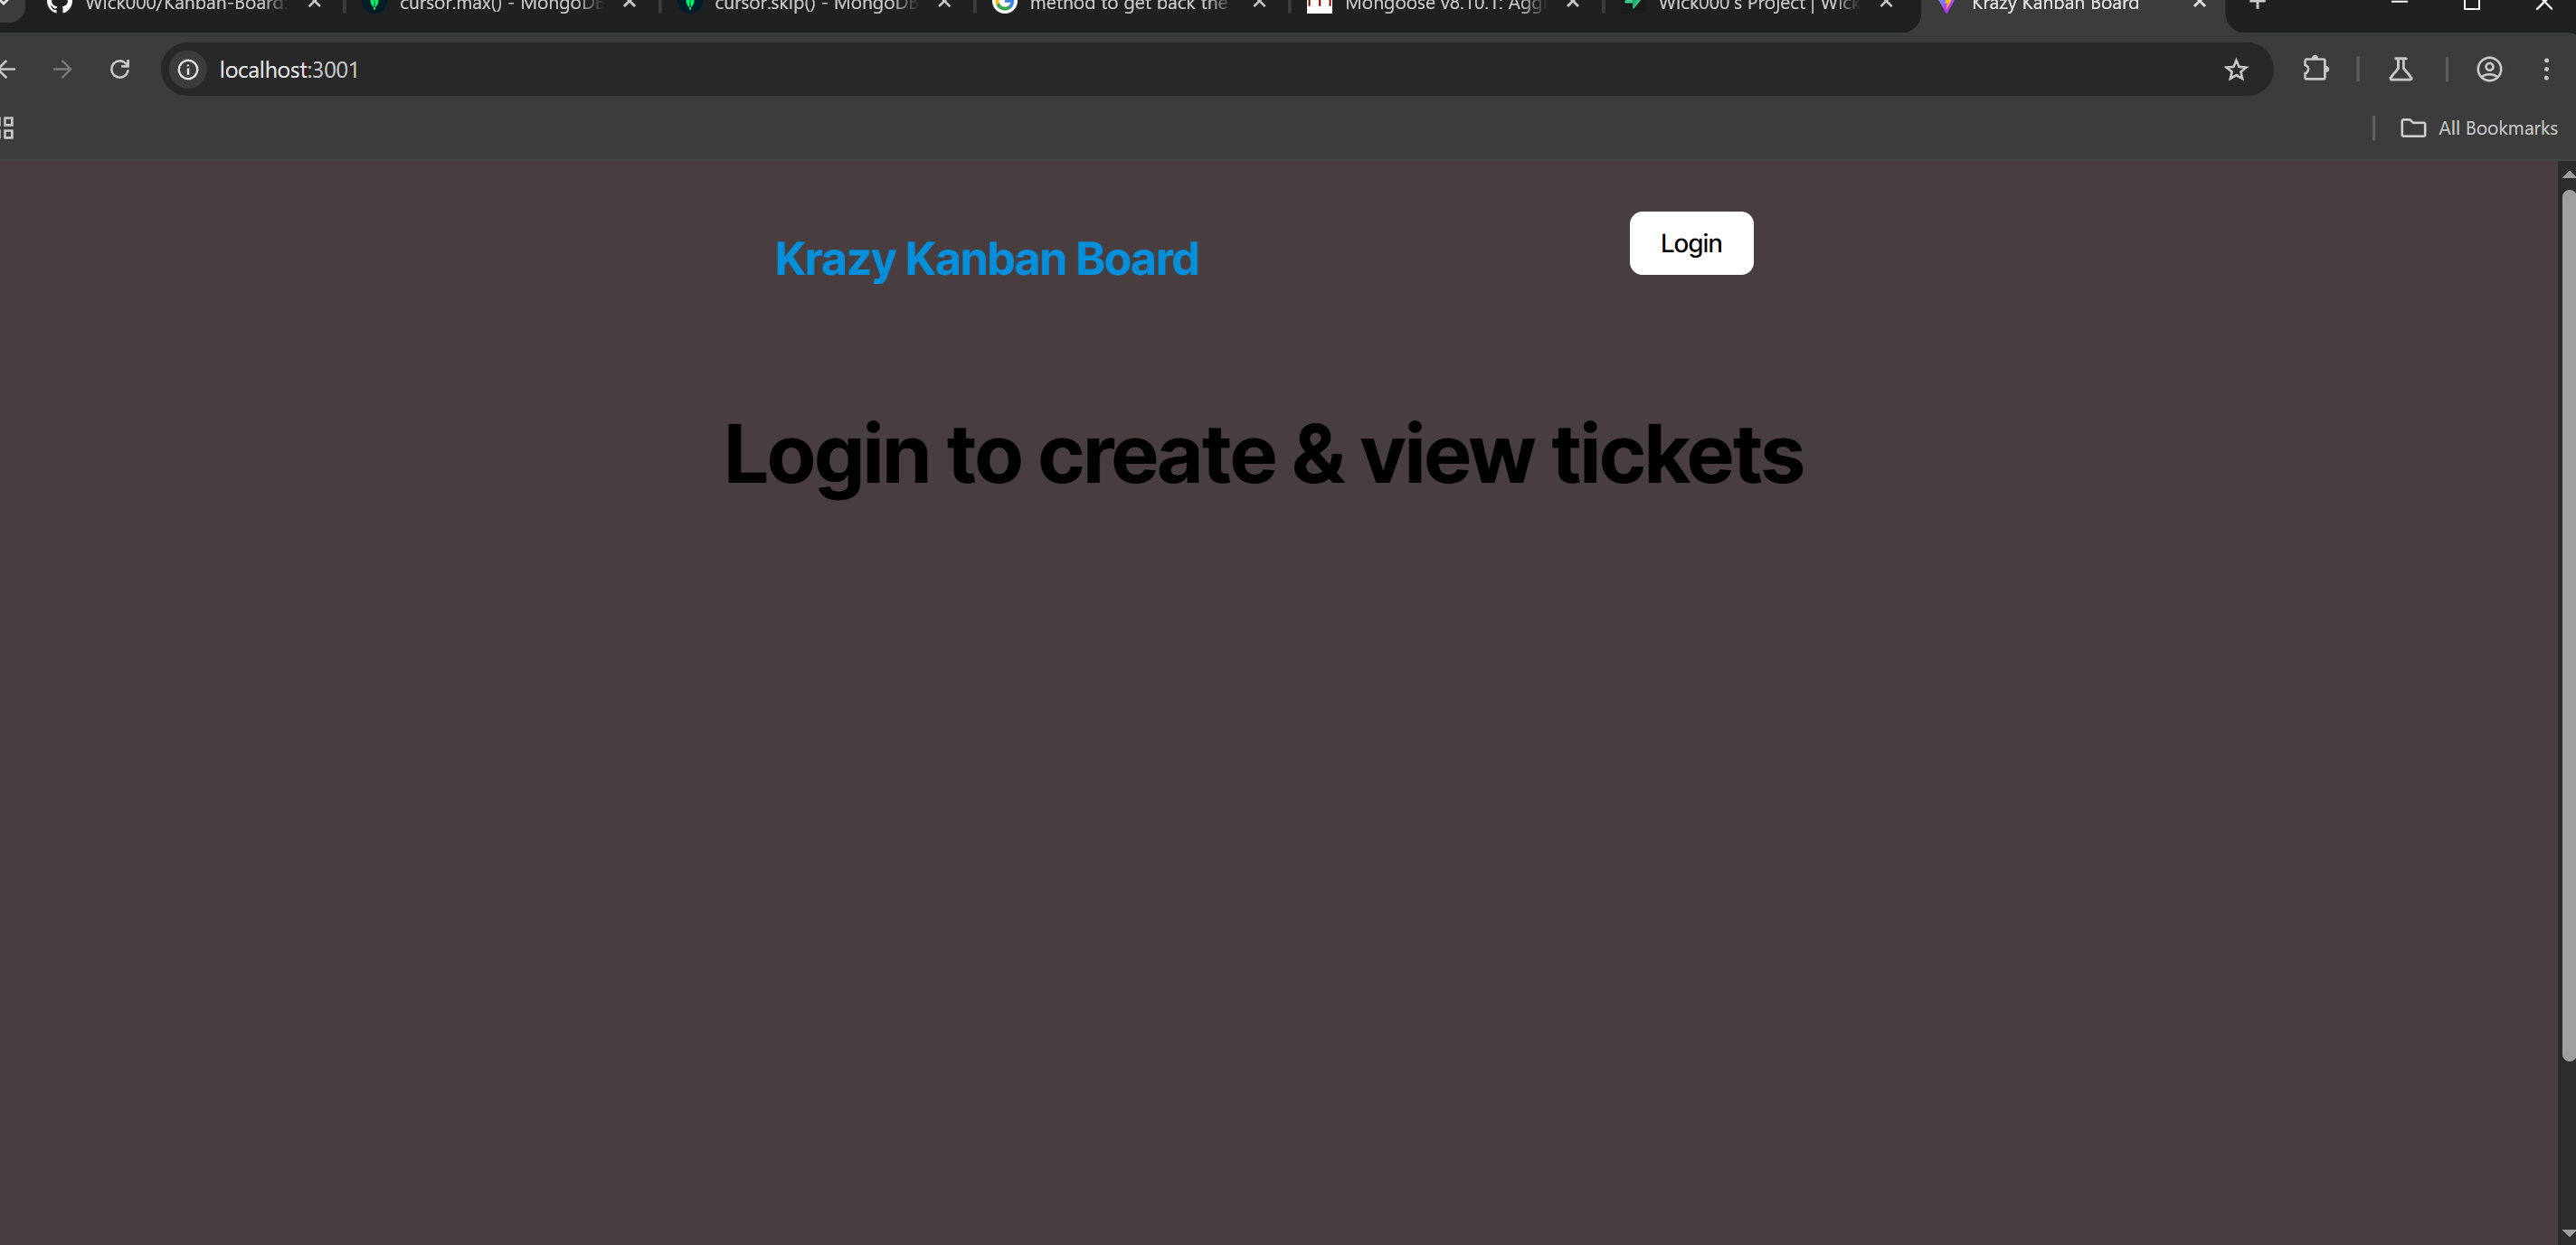 Wick000/Kanban-Board:
cursor.max() - MongoDB
cursor.skip() - MongoDB
method to get back the
Mongoose v8.10.1: Aggr
Wick000's Project | Wick
Krazy Kanban Board
localhost:3001
All Bookmarks
Krazy Kanban Board
Login
Login to create & view tickets